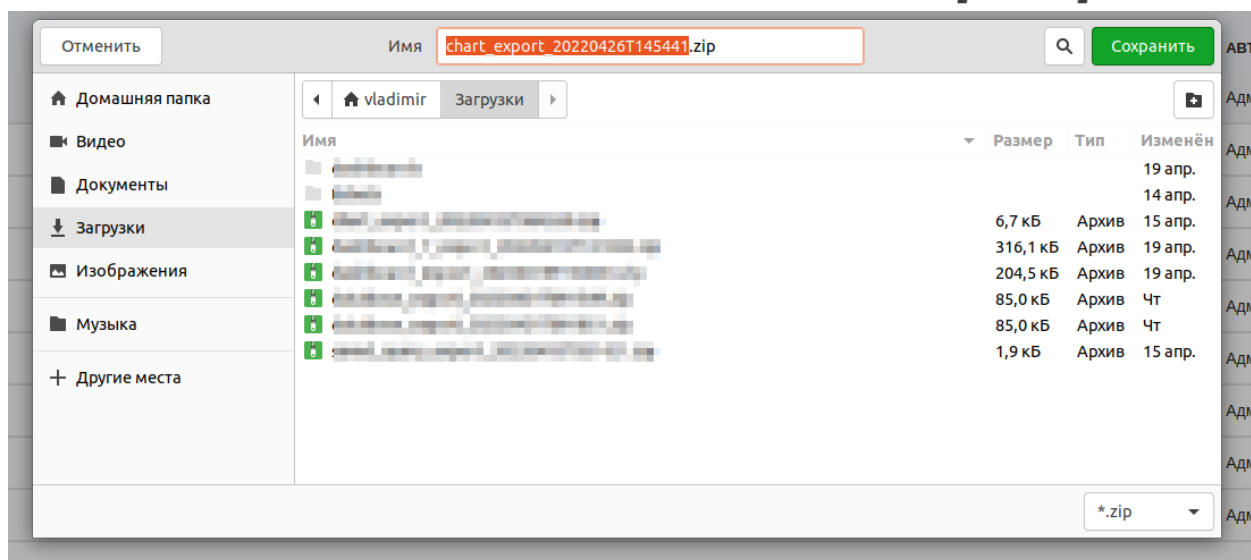 Отменить Имя chart_export_20220426T145441.zip Сохранить
Домашняя папка
Видео
Документы
Загрузки
Изображения
Музыка
Другие места
vladimir Загрузки
Имя Размер Тип Изменён
19 апр.
14 апр.
6,7 кБ Архив 15 апр.
316,1 кБ Архив 19 апр.
204,5 кБ Архив 19 апр.
85,0 кБ Архив Чт
85,0 кБ Архив Чт
1,9 кБ Архив 15 апр.
*.zip